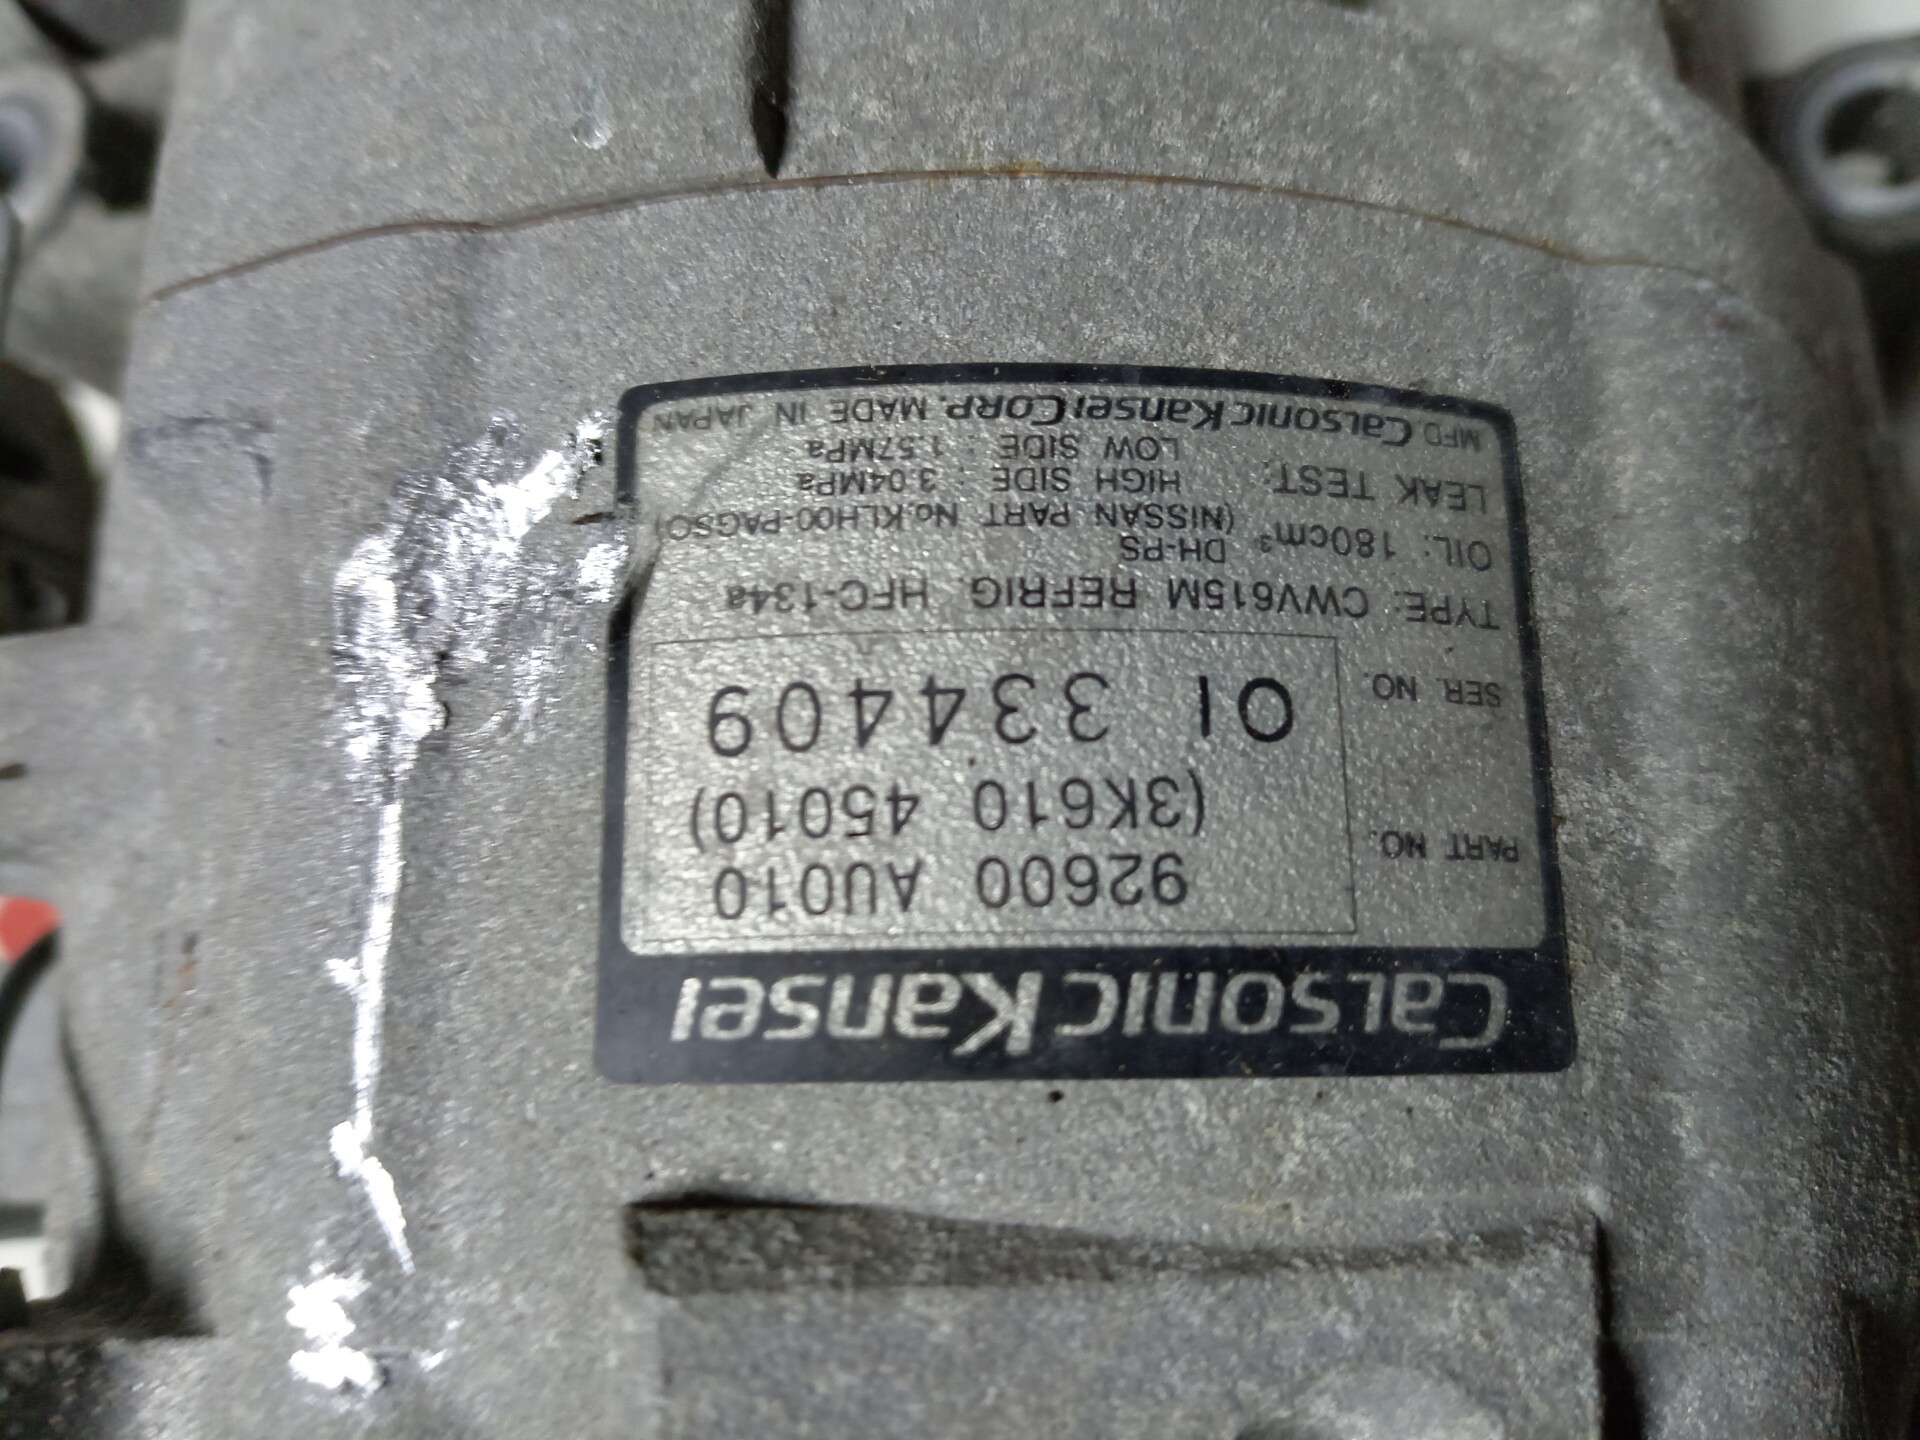 CALSONIC KANSEI
PART NO. 92600 AU010
(3K610 45010)
SER. NO. 01 334409
TYPE: CWV615M REFRIG. HFC-134a
OIL: 180cm³ DH-PS
(NISSAN PART No.KLH00-PAGSO)
LEAK TEST: HIGH SIDE : 3.04MPa
LOW SIDE : 1.57MPa
MFD. CALSONIC KANSEI CORP. MADE IN JAPAN